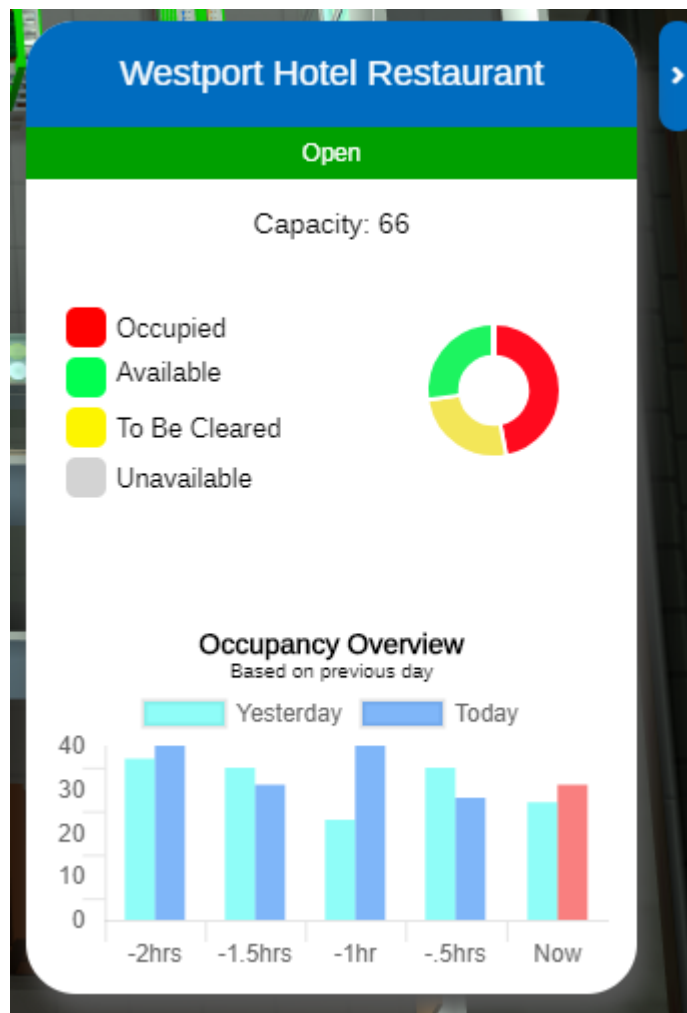 Westport Hotel Restaurant
Open
Capacity: 66
Occupied
Available
To Be Cleared
Unavailable
Occupancy Overview
Based on previous day
Yesterday Today
40
30
20
10
0
-2hrs -1.5hrs -1hr -.5hrs Now